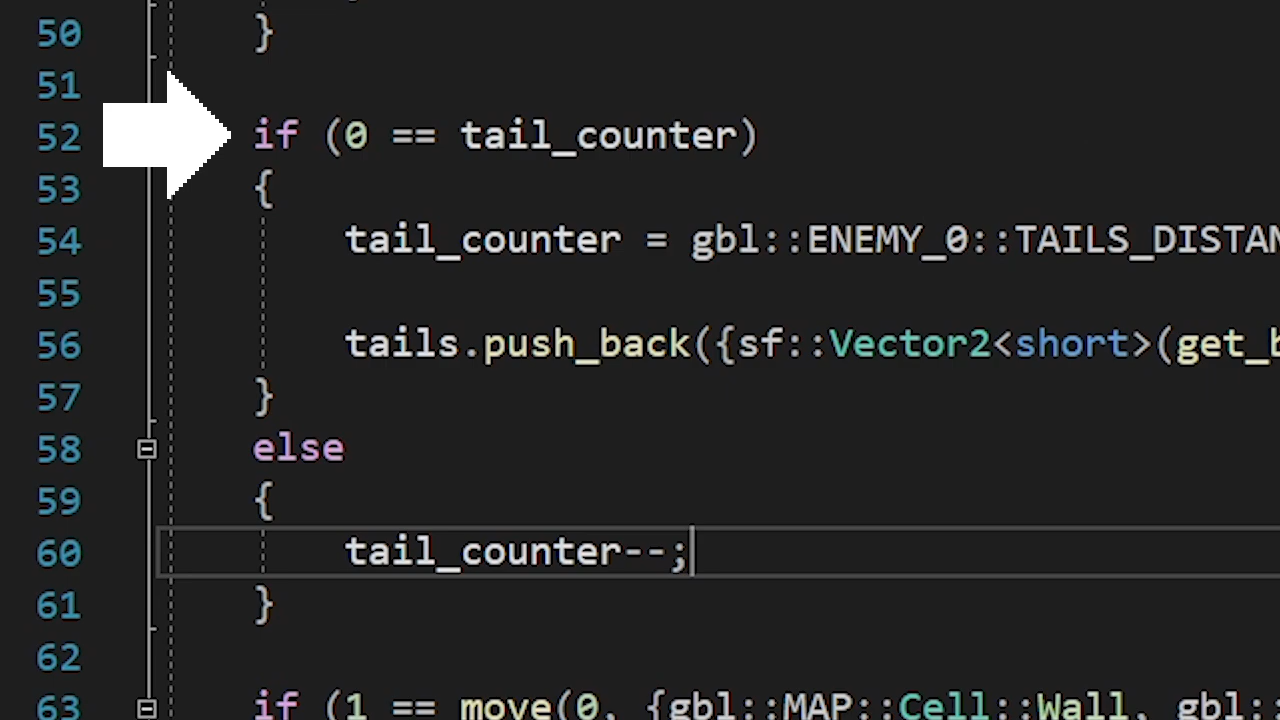 50 }
51
52 if (0 == tail_counter)
53 {
54 tail_counter = gbl::ENEMY_0::TAILS_DISTAN
55
56 tails.push_back({sf::Vector2<short>(get_b
57 }
58 else
59 {
60 tail_counter--;
61 }
62
63 if (1 == move(0, {gbl::MAP::Cell::Wall, gbl::